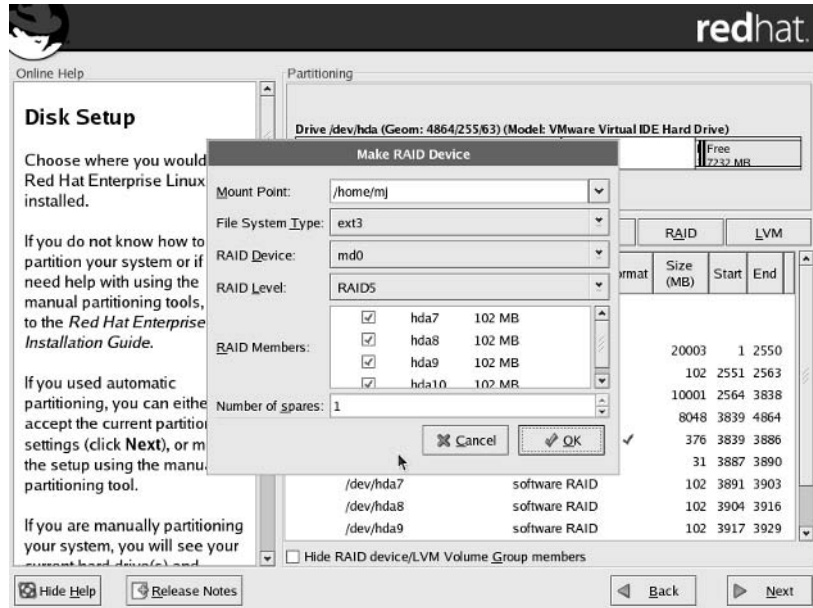 redhat.
Online Help
Disk Setup
Choose where you would
Red Hat Enterprise Linux
installed.
If you do not know how to
partition your system or if
need help with using the
manual partitioning tools,
to the Red Hat Enterprise
Installation Guide.
If you used automatic
partitioning, you can eithe
accept the current partition
settings (click Next), or m
the setup using the manu
partitioning tool.
If you are manually partitioning
your system, you will see your
current hard drive(s) and
Partitioning
Drive /dev/hda (Geom: 4864/255/63) (Model: VMware Virtual IDE Hard Drive)
Free
7232 MB
RAID
LVM
rmat
Size
(MB)
Start
End
20003 1 2550
102 2551 2563
10001 2564 3838
8048 3839 4864
✓ 376 3839 3886
31 3887 3890
/dev/hda7 software RAID 102 3891 3903
/dev/hda8 software RAID 102 3904 3916
/dev/hda9 software RAID 102 3917 3929
Hide RAID device/LVM Volume Group members
Make RAID Device
Mount Point: /home/mj
File System Type: ext3
RAID Device: md0
RAID Level: RAID5
RAID Members:
hda7 102 MB
hda8 102 MB
hda9 102 MB
hda10 102 MB
Number of spares: 1
Cancel
OK
Hide Help
Release Notes
Back
Next